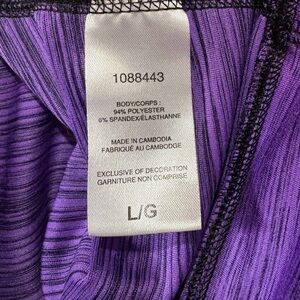 1088443
BODY/CORPS :
94% POLYESTER
6% SPANDEX/ÉLASTHANNE
MADE IN CAMBODIA
FABRIQUÉ AU CAMBODGE
EXCLUSIVE OF DECORATION
GARNITURE NON COMPRISE
L/G